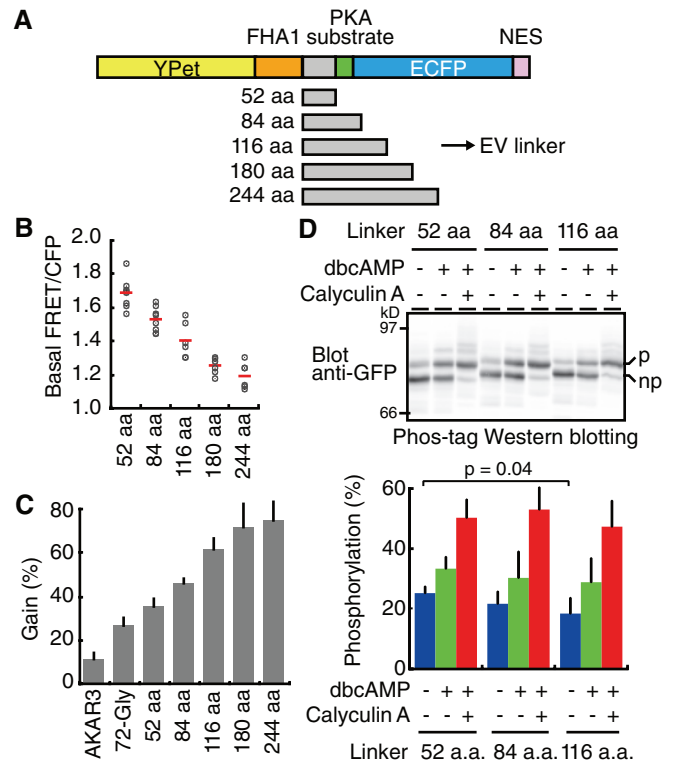 A
PKA
FHA1 substrate NES
YPet ECFP
52 aa
84 aa
116 aa → EV linker
180 aa
244 aa
B
Basal FRET/CFP
2.0
1.8
1.6
1.4
1.2
1.0
52 aa
84 aa
116 aa
180 aa
244 aa
C
Gain (%)
80
60
40
20
0
AKAR3
72-Gly
52 aa
84 aa
116 aa
180 aa
244 aa
D
Linker 52 aa 84 aa 116 aa
dbcAMP - + + - + + - + +
Calyculin A + + +
kD
97
66
Blot
anti-GFP
p
np
Phos-tag Western blotting
p = 0.04
Phosphorylation (%)
60
40
20
0
dbcAMP - + + - + + - + +
Calyculin A - - + - - + - - +
Linker 52 a.a. 84 a.a. 116 a.a.